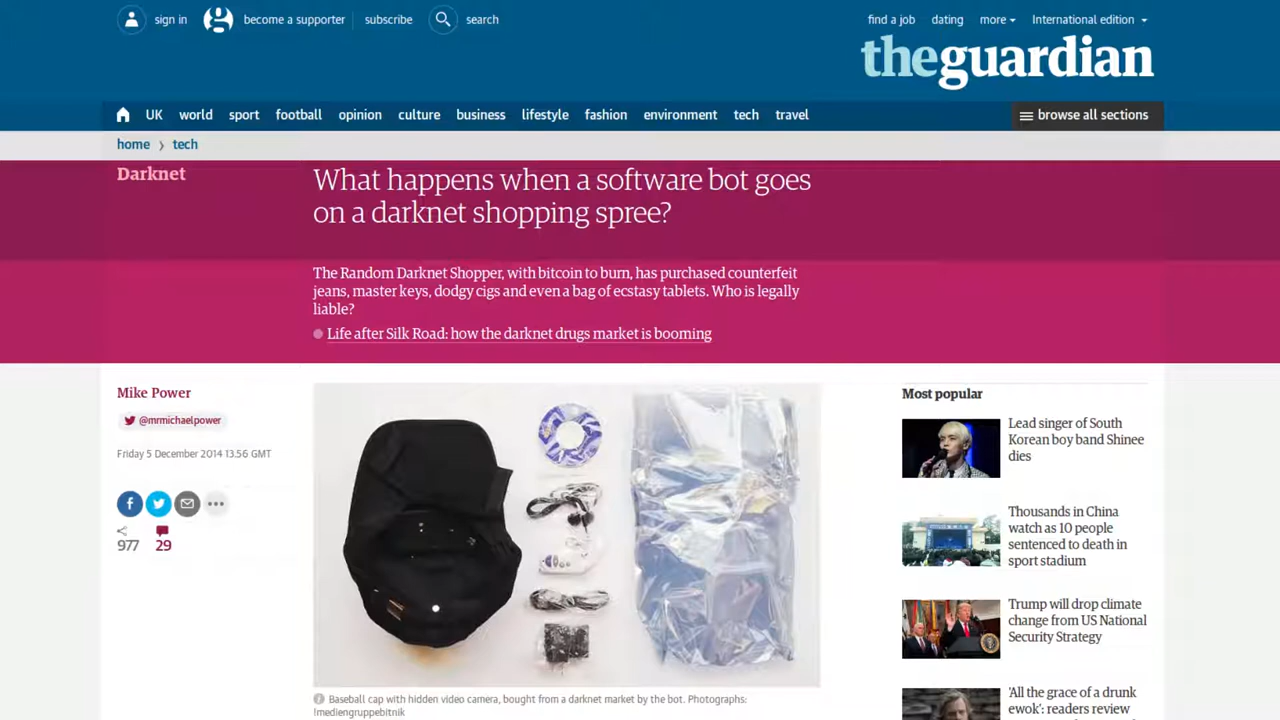 sign in
become a supporter
subscribe
search
find a job
dating
more
International edition
theguardian
UK
world
sport
football
opinion
culture
business
lifestyle
fashion
environment
tech
travel
browse all sections
home
tech
Darknet
What happens when a software bot goes
on a darknet shopping spree?
The Random Darknet Shopper, with bitcoin to burn, has purchased counterfeit
jeans, master keys, dodgy cigs and even a bag of ecstasy tablets. Who is legally
liable?
Life after Silk Road: how the darknet drugs market is booming
Mike Power
@mrmichaelpower
Friday 5 December 2014 13.56 GMT
977
29
Baseball cap with hidden video camera, bought from a darknet market by the bot. Photographs:
!mediengruppebitnik
Most popular
Lead singer of South
Korean boy band Shinee
dies
Thousands in China
watch as 10 people
sentenced to death in
sport stadium
Trump will drop climate
change from US National
Security Strategy
'All the grace of a drunk
ewok': readers review